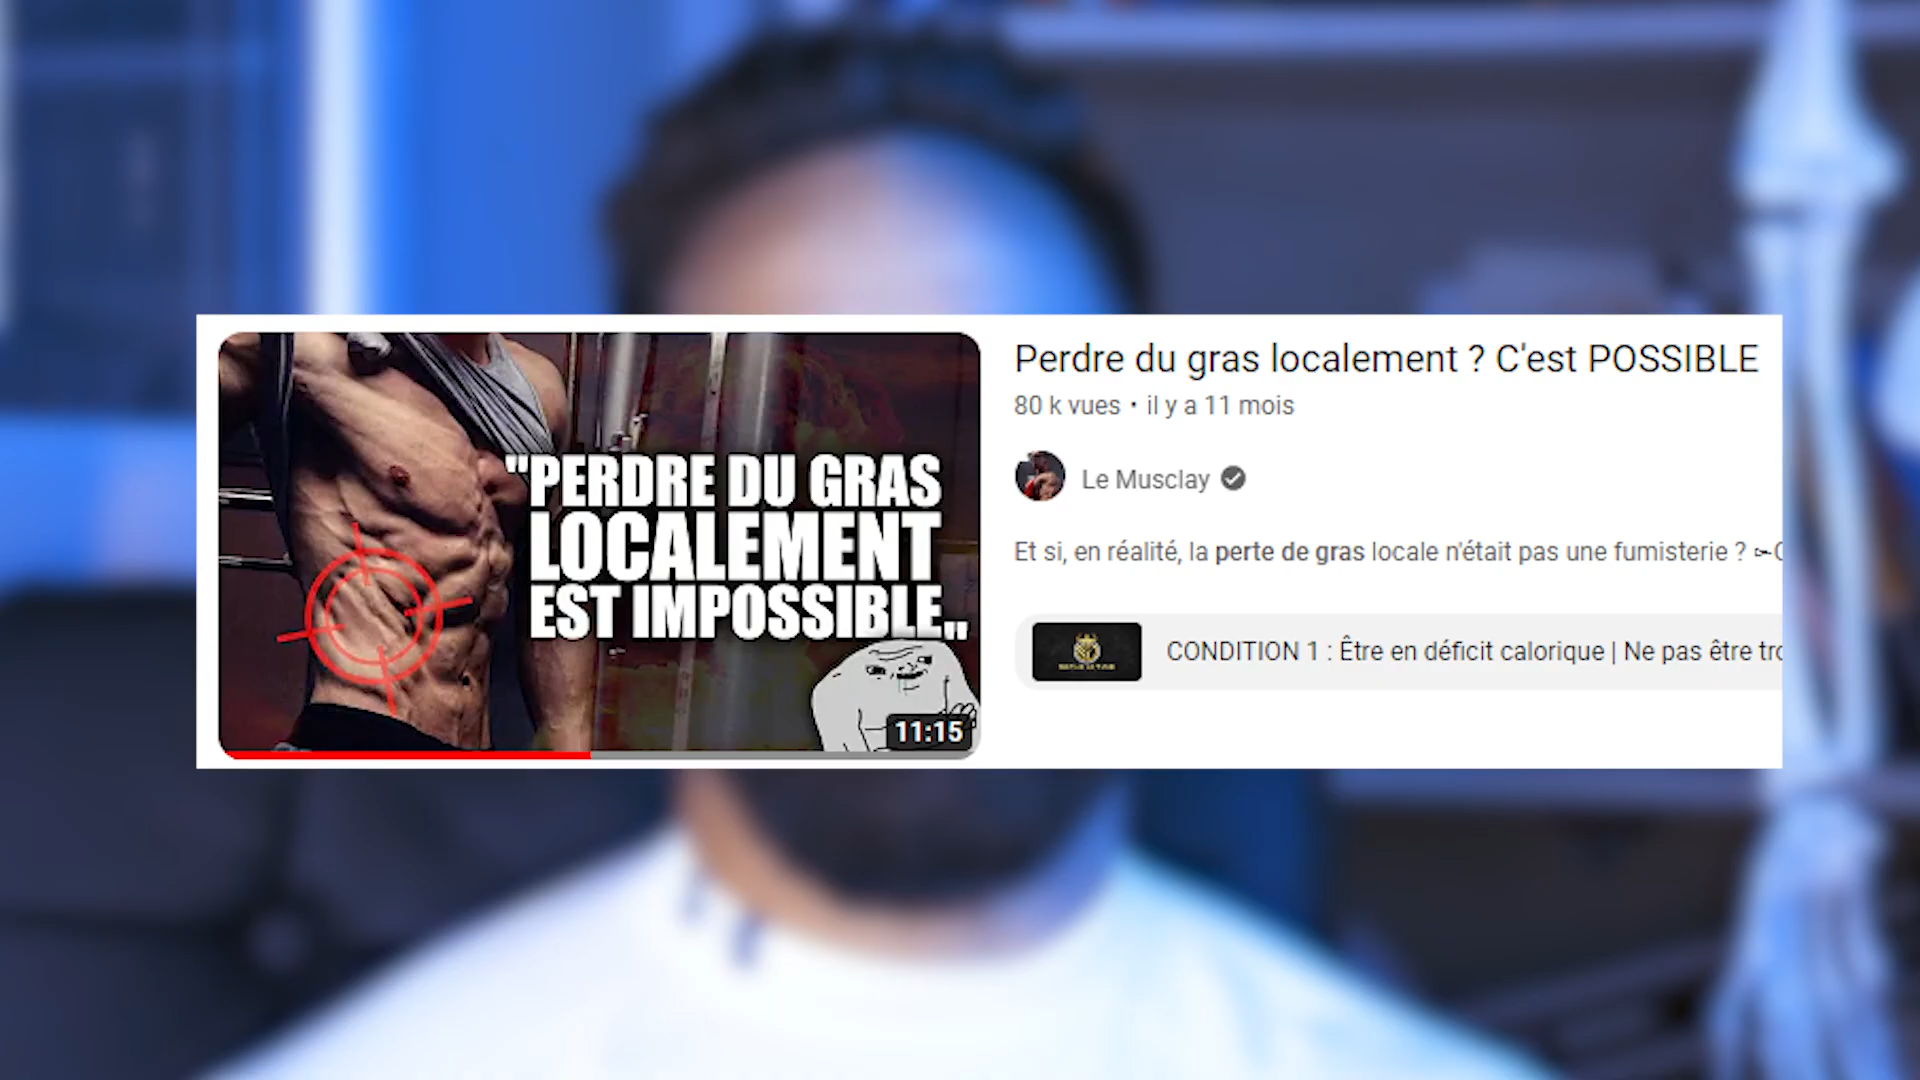 "PERDRE DU GRAS
LOCALEMENT
EST IMPOSSIBLE„
11:15
Perdre du gras localement ? C'est POSSIBLE
80 k vues • il y a 11 mois
Le Musclay
Et si, en réalité, la perte de gras locale n'était pas une fumisterie ?
CONDITION 1 : Être en déficit calorique | Ne pas être